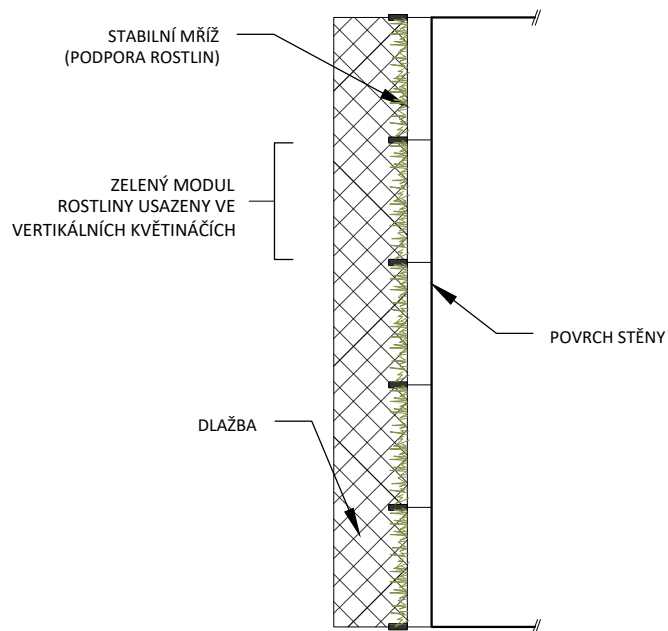 STABILNÍ MŘÍŽ
(PODPORA ROSTLIN)
ZELENÝ MODUL
ROSTLINY USAZENY VE
VERTIKÁLNÍCH KVĚTINÁČÍCH
POVRCH STĚNY
DLAŽBA